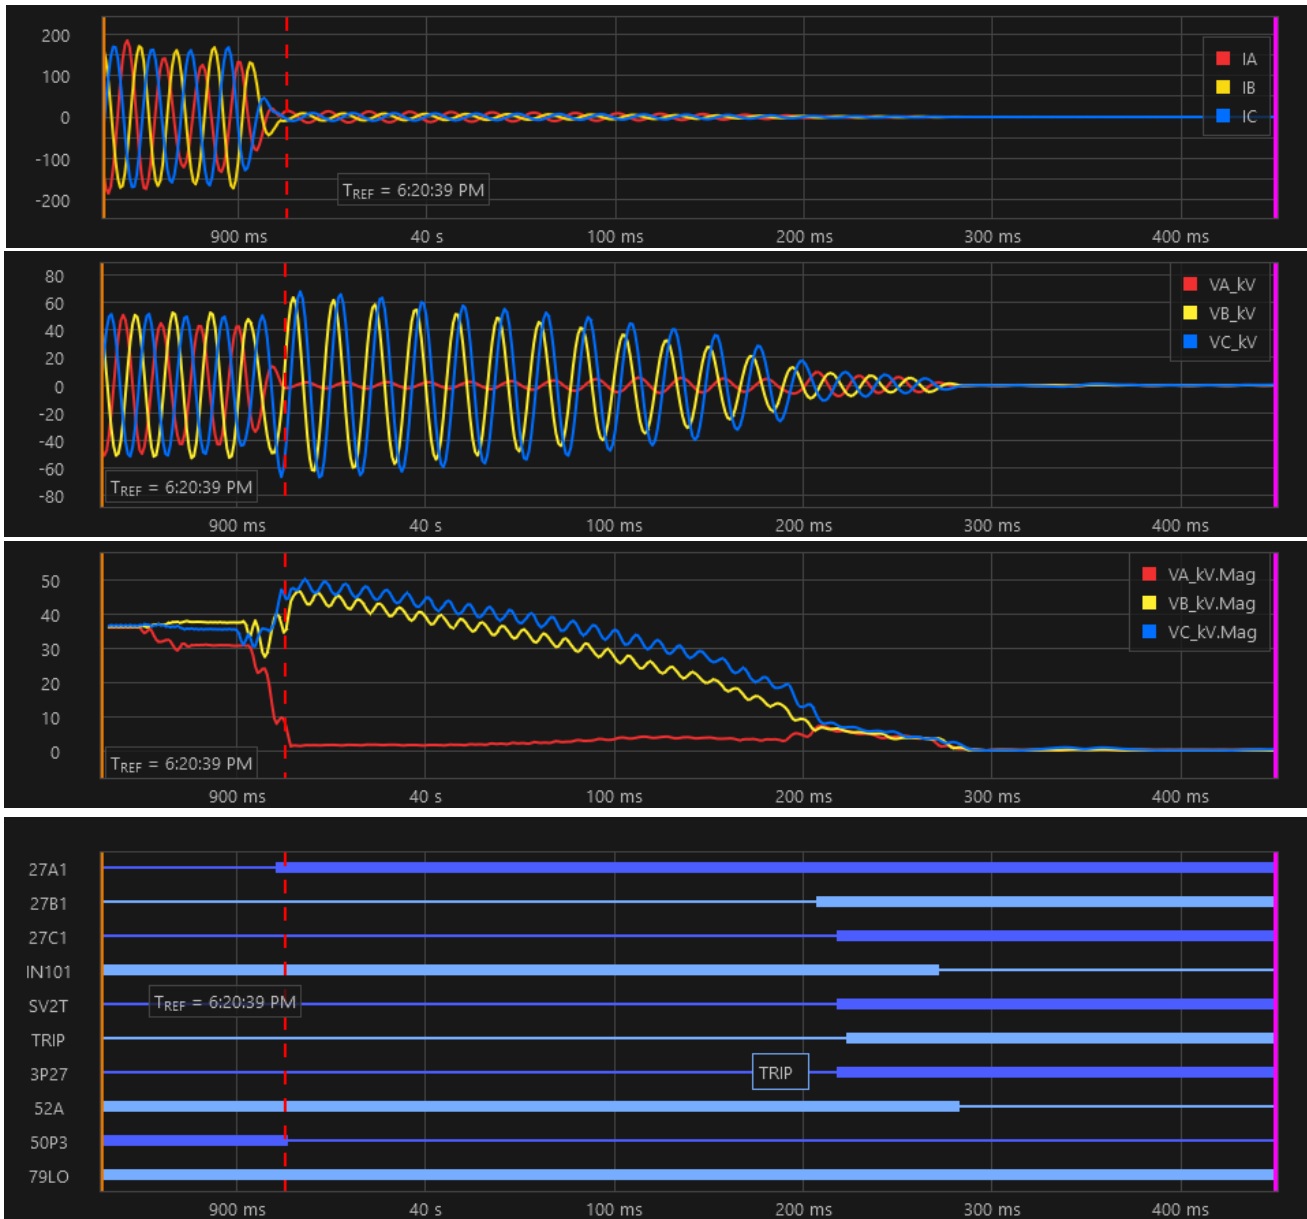 200
100
0
-100
-200
IA
IB
IC
TREF = 6:20:39 PM
900 ms
40 s
100 ms
200 ms
300 ms
400 ms
80
60
40
20
0
-20
-40
-60
-80
VA_kV
VB_kV
VC_kV
TREF = 6:20:39 PM
900 ms
40 s
100 ms
200 ms
300 ms
400 ms
50
40
30
20
10
0
VA_kV.Mag
VB_kV.Mag
VC_kV.Mag
TREF = 6:20:39 PM
900 ms
40 s
100 ms
200 ms
300 ms
400 ms
27A1
27B1
27C1
IN101
SV2T
TREF = 6:20:39 PM
TRIP
3P27
TRIP
52A
50P3
79LO
900 ms
40 s
100 ms
200 ms
300 ms
400 ms